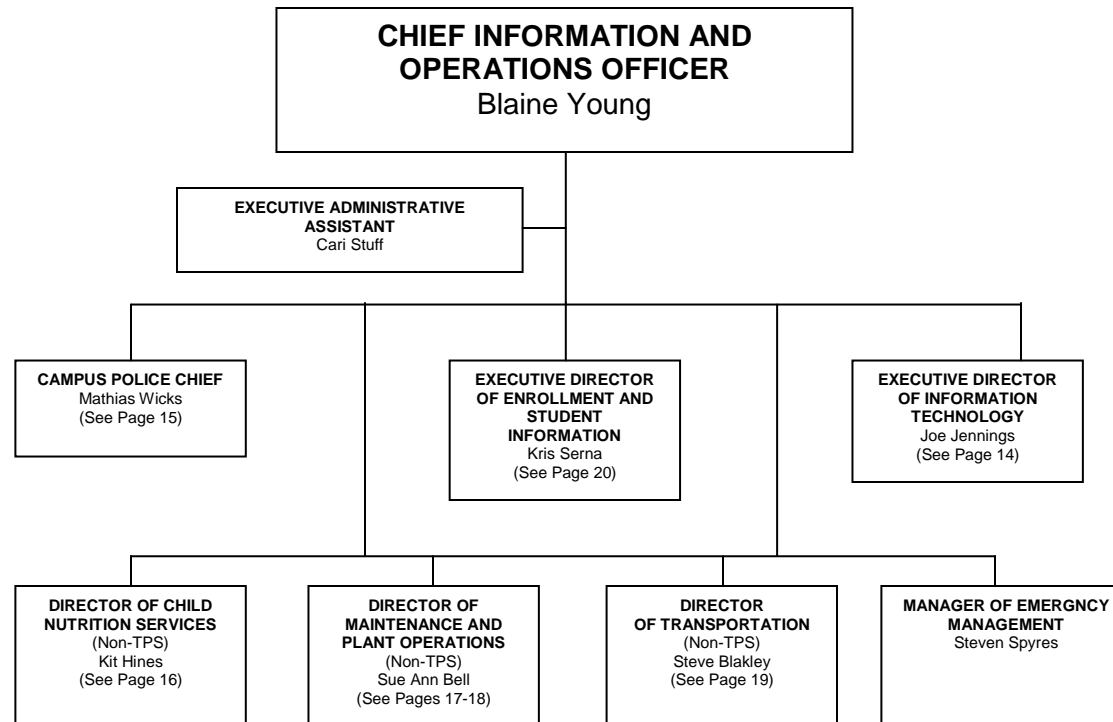 CHIEF INFORMATION AND
OPERATIONS OFFICER
Blaine Young
EXECUTIVE ADMINISTRATIVE
ASSISTANT
Cari Stuff
CAMPUS POLICE CHIEF
Mathias Wicks
(See Page 15)
EXECUTIVE DIRECTOR
OF ENROLLMENT AND
STUDENT
INFORMATION
Kris Serna
(See Page 20)
EXECUTIVE DIRECTOR
OF INFORMATION
TECHNOLOGY
Joe Jennings
(See Page 14)
DIRECTOR OF CHILD
NUTRITION SERVICES
(Non-TPS)
Kit Hines
(See Page 16)
DIRECTOR OF
MAINTENANCE AND
PLANT OPERATIONS
(Non-TPS)
Sue Ann Bell
(See Pages 17-18)
DIRECTOR
OF TRANSPORTATION
(Non-TPS)
Steve Blakley
(See Page 19)
MANAGER OF EMERGNCY
MANAGEMENT
Steven Spyres